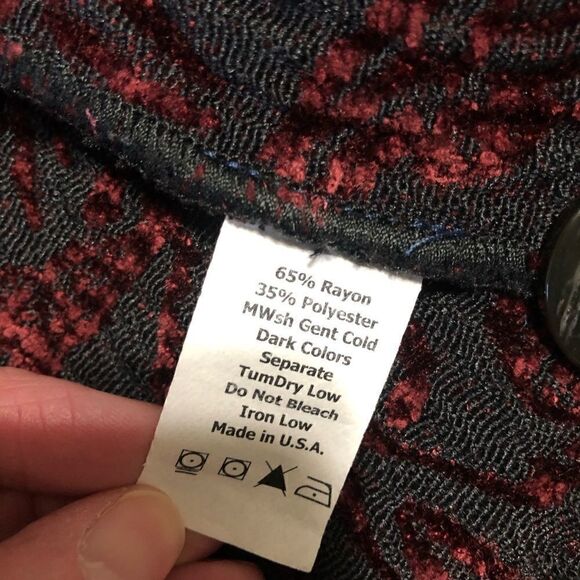 65% Rayon
35% Polyester
MWsh Gent Cold
Dark Colors
Separate
TumDry Low
Do Not Bleach
Iron Low
Made in U.S.A.